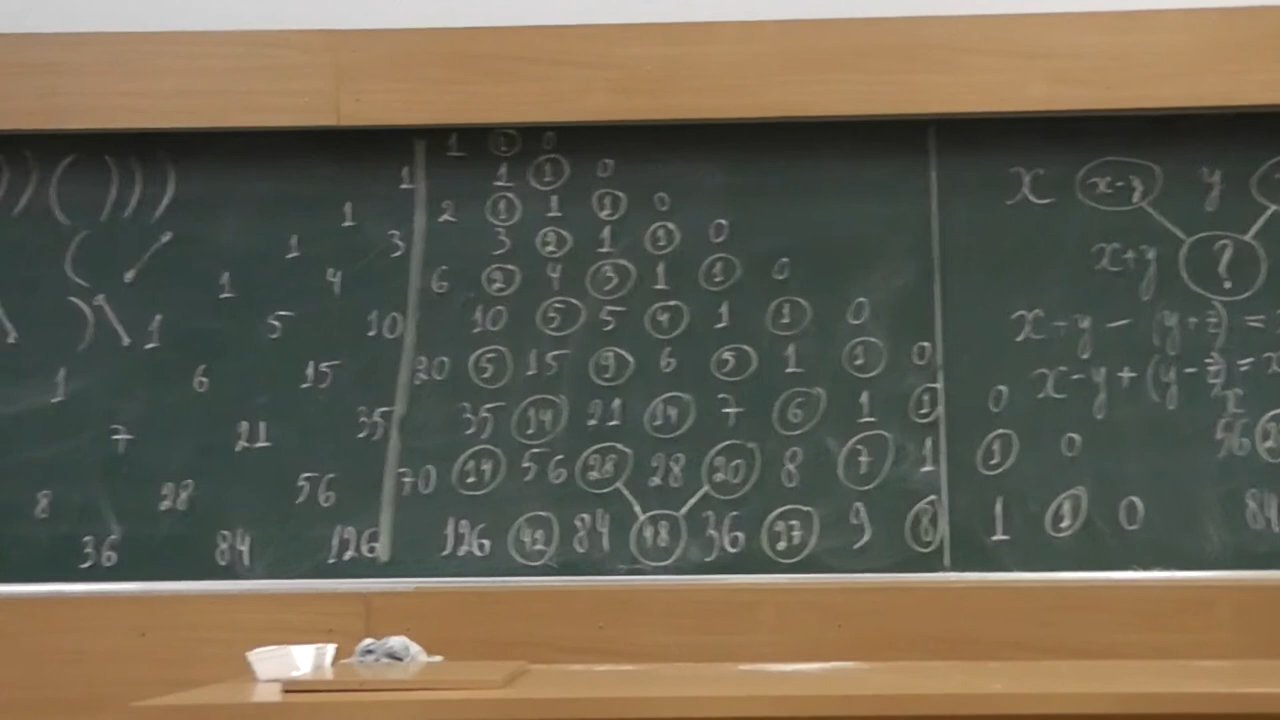 ))(()))
(
)
1 1 0
1 1 1 0
1 2 1 1 1 0
1 3 3 2 1 1 0
1 4 6 2 4 3 1 1 0
1 5 10 10 5 5 4 1 1 0
1 6 15 20 5 15 9 6 5 1 1 0
7 21 35 35 14 21 14 7 6 1 1 0
8 28 56 70 14 56 28 28 20 8 7 1 1 0
36 84 126 126 42 84 48 36 27 9 8 1 1 0
x x-y y
x+y ?
x+y-(y+z)=
x-y+(y-z)=
x
56
84